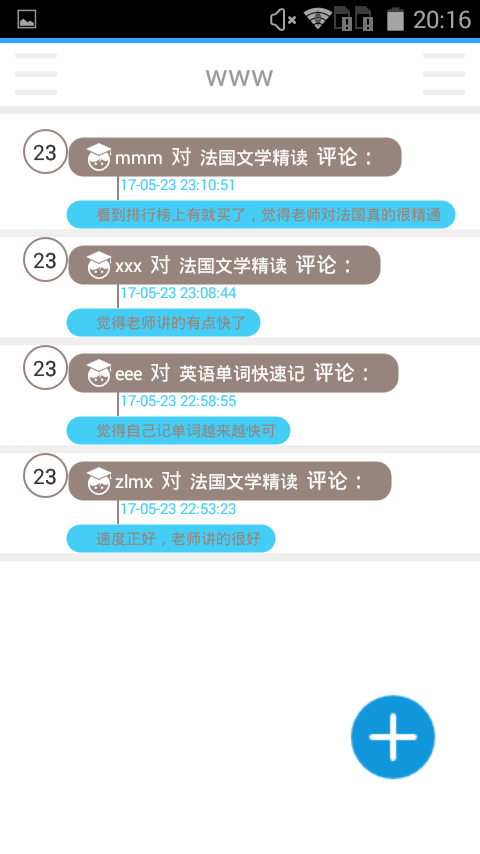 20:16
www
23
mmm 对 法国文学精读 评论：
17-05-23 23:10:51
看到排行榜上有就买了，觉得老师对法国真的很精通
23
xxx 对 法国文学精读 评论：
17-05-23 23:08:44
觉得老师讲的有点快了
23
eee 对 英语单词快速记 评论：
17-05-23 22:58:55
觉得自己记单词越来越快可
23
zlmx 对 法国文学精读 评论：
17-05-23 22:53:23
速度正好，老师讲的很好